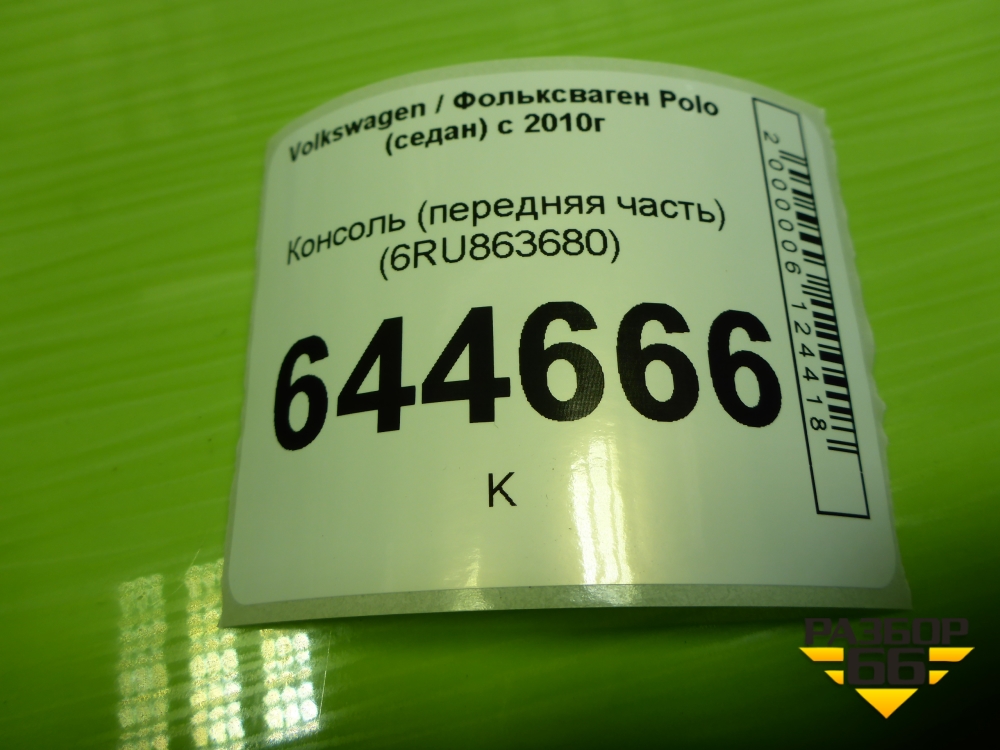 Volkswagen / Фольксваген Polo
(седан) с 2010г
Консоль (передняя часть)
(6RU863680)
644666
К
2000006124418
РАЗБОР
66